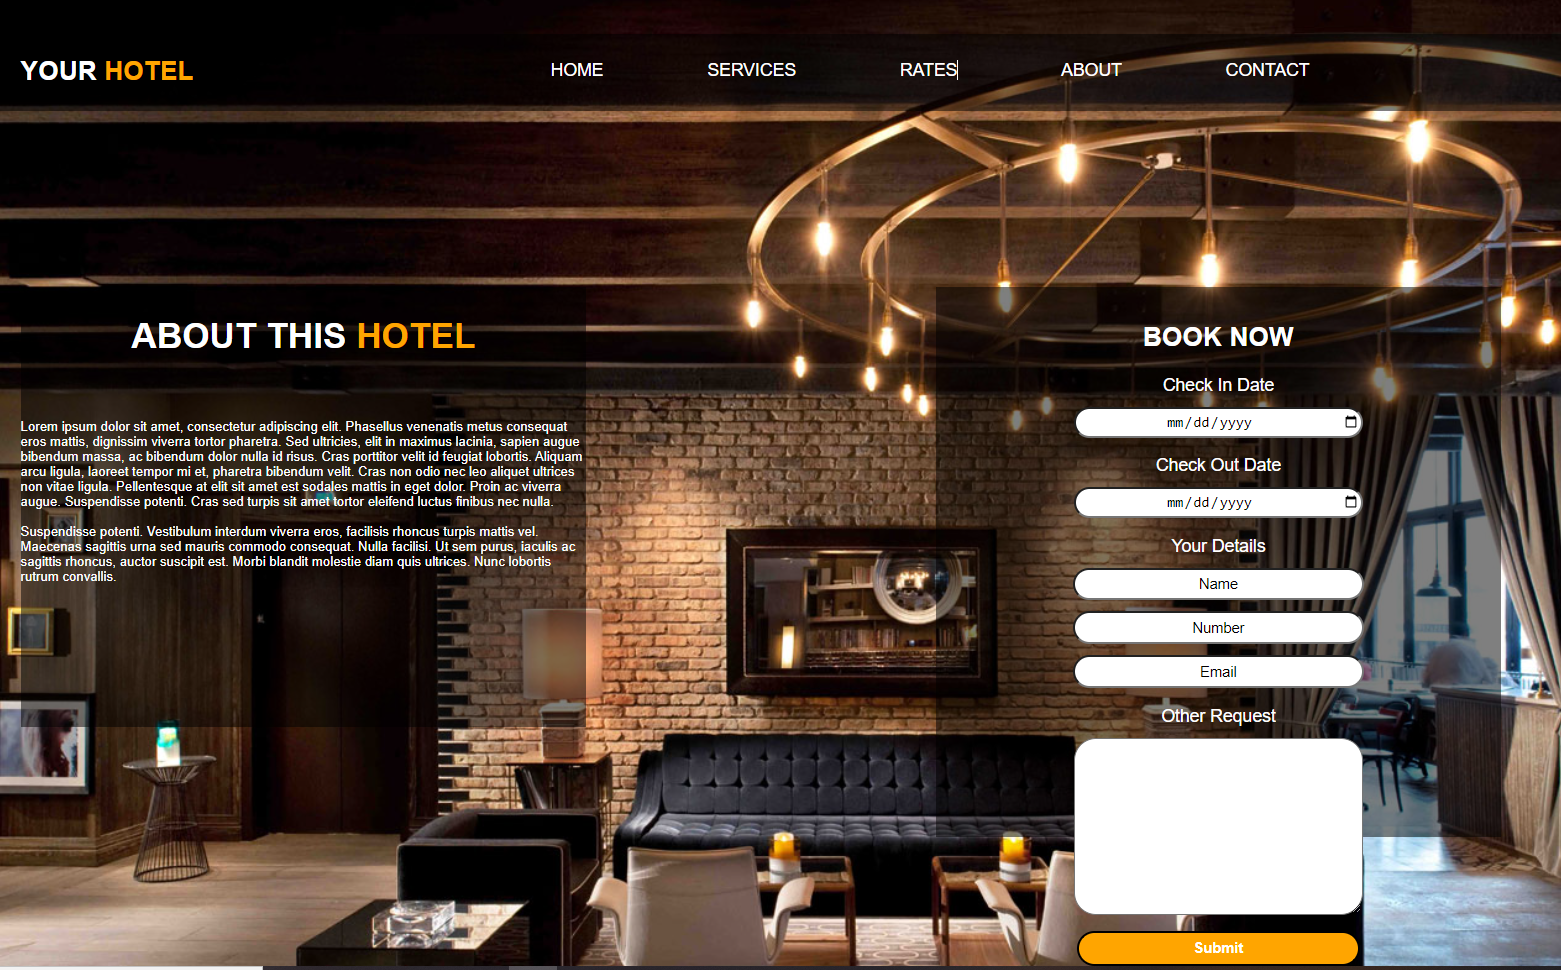 YOUR HOTEL
HOME
SERVICES
RATES
ABOUT
CONTACT
ABOUT THIS HOTEL
Lorem ipsum dolor sit amet, consectetur adipiscing elit. Phasellus venenatis metus consequat
eros mattis, dignissim viverra tortor pharetra. Sed ultricies, elit in maximus lacinia, sapien augue
bibendum massa, ac bibendum dolor nulla id risus. Cras porttitor velit id feugiat lobortis. Aliquam
arcu ligula, laoreet tempor mi et, pharetra bibendum velit. Cras non odio nec leo aliquet ultrices
non vitae ligula. Pellentesque at elit sit amet est sodales mattis in eget dolor. Proin ac viverra
augue. Suspendisse potenti. Cras sed turpis sit amet tortor eleifend luctus finibus nec nulla.
Suspendisse potenti. Vestibulum interdum viverra eros, facilisis rhoncus turpis mattis vel.
Maecenas sagittis urna sed mauris commodo consequat. Nulla facilisi. Ut sem purus, iaculis ac
sagittis rhoncus, auctor suscipit est. Morbi blandit molestie diam quis ultrices. Nunc lobortis
rutrum convallis.
BOOK NOW
Check In Date
mm/dd/yyyy
Check Out Date
mm/dd/yyyy
Your Details
Name
Number
Email
Other Request
Submit